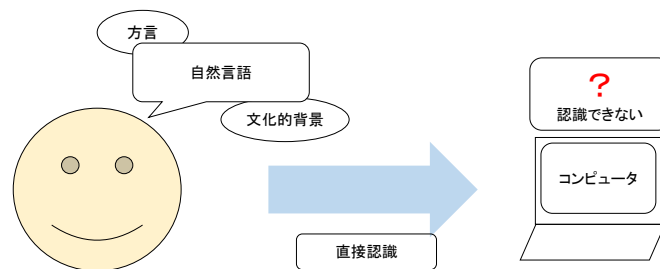 方言
自然言語
文化的背景
?
認識できない
コンピュータ
直接認識